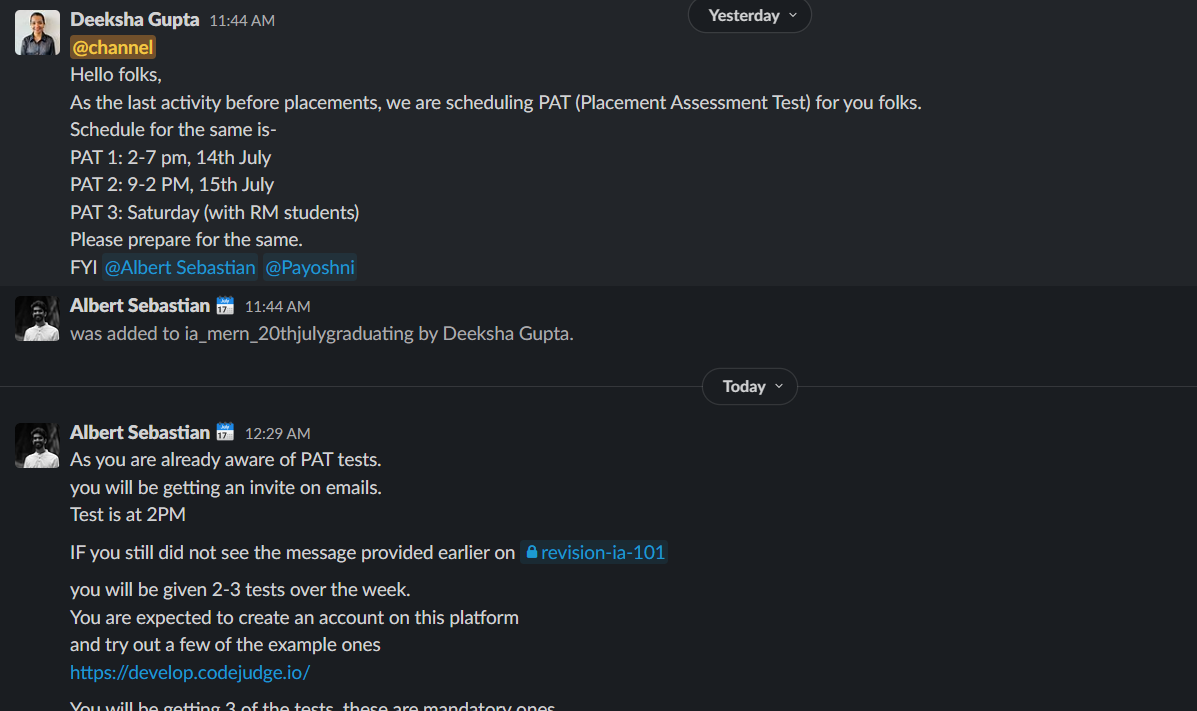 Yesterday
Deeksha Gupta 11:44 AM
@channel
Hello folks,
As the last activity before placements, we are scheduling PAT (Placement Assessment Test) for you folks.
Schedule for the same is-
PAT 1: 2-7 pm, 14th July
PAT 2: 9-2 PM, 15th July
PAT 3: Saturday (with RM students)
Please prepare for the same.
FYI @Albert Sebastian @Payoshni
Albert Sebastian 11:44 AM
was added to ia_mern_20thjulygraduating by Deeksha Gupta.
Today
Albert Sebastian 12:29 AM
As you are already aware of PAT tests.
you will be getting an invite on emails.
Test is at 2PM
IF you still did not see the message provided earlier on revision-ia-101
you will be given 2-3 tests over the week.
You are expected to create an account on this platform
and try out a few of the example ones
https://develop.codejudge.io/
You will be getting 3 of the tests, these are mandatory ones